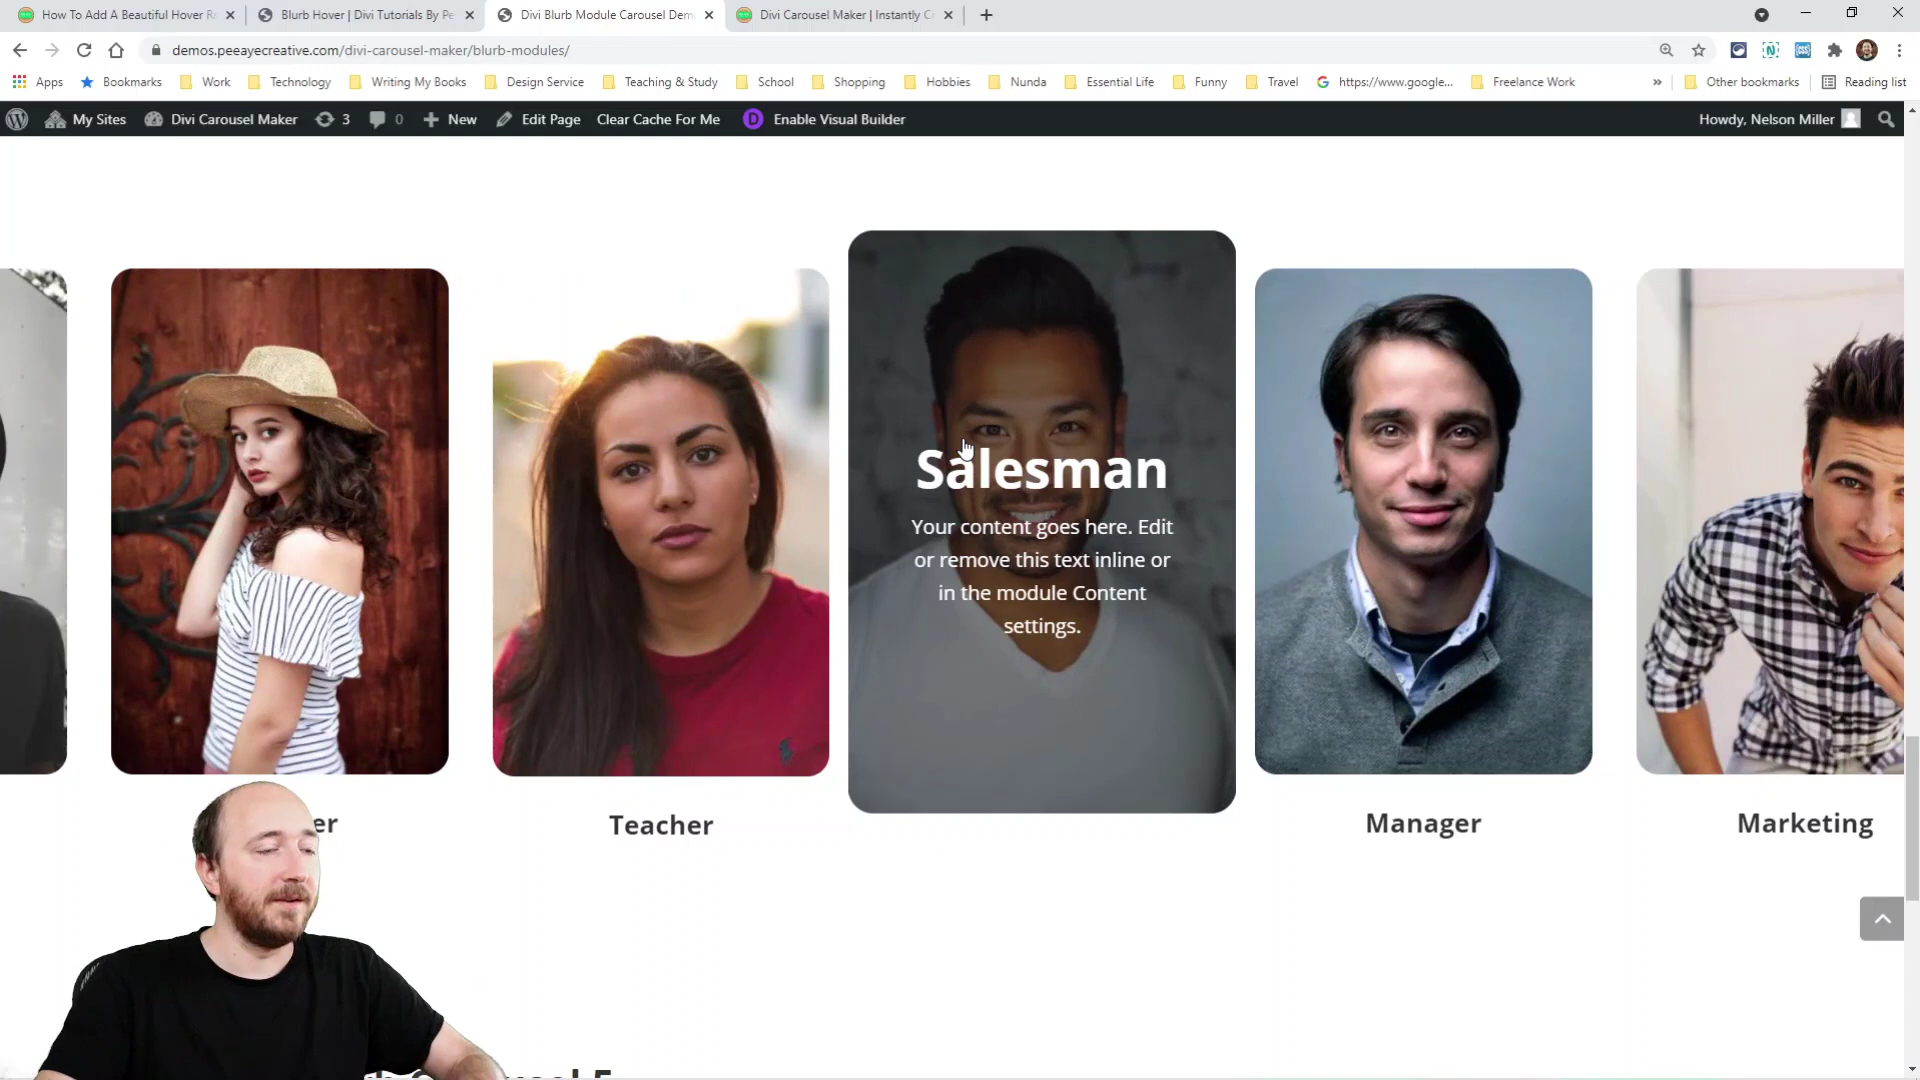 How To Add A Beautiful Hover Re
Blurb Hover | Divi Tutorials By Pe
Divi Blurb Module Carousel Dem
Divi Carousel Maker | Instantly C
demos.peeayecreative.com/divi-carousel-maker/blurb-modules/
Apps
Bookmarks
Work
Technology
Writing My Books
Design Service
Teaching & Study
School
Shopping
Hobbies
Nunda
Essential Life
Funny
Travel
https://www.google...
Freelance Work
»
Other bookmarks
Reading list
My Sites
Divi Carousel Maker
3
0
New
Edit Page
Clear Cache For Me
D
Enable Visual Builder
Howdy, Nelson Miller
Salesman
Your content goes here. Edit
or remove this text inline or
in the module Content
settings.
er
Teacher
Manager
Marketing